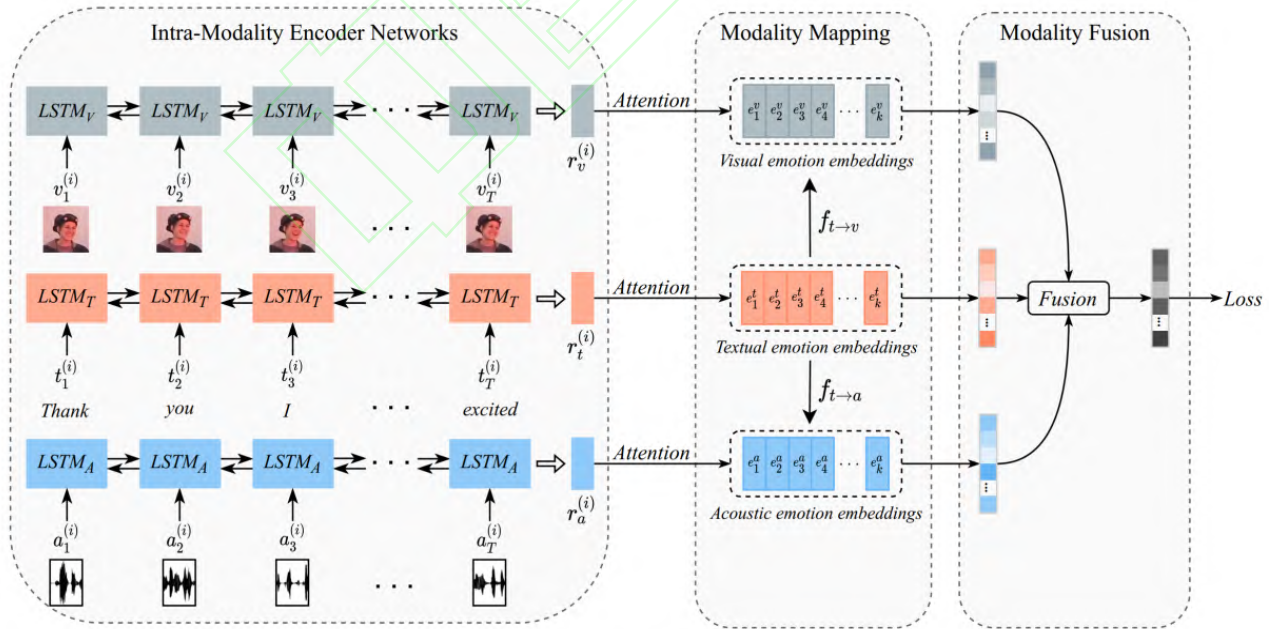 Intra-Modality Encoder Networks
Modality Mapping
Modality Fusion
LSTM_V LSTM_V LSTM_V · · · LSTM_V
r_v^(i)
Attention
e_1^v e_2^v e_3^v e_4^v · · · e_k^v
Visual emotion embeddings
v_1^(i) v_2^(i) v_3^(i) v_T^(i)
· · ·
f_{t→v}
LSTM_T LSTM_T LSTM_T · · · LSTM_T
r_t^(i)
Attention
e_1^t e_2^t e_3^t e_4^t · · · e_k^t
Textual emotion embeddings
Fusion
Loss
t_1^(i) t_2^(i) t_3^(i) t_T^(i)
Thank you I · · · excited
f_{t→a}
LSTM_A LSTM_A LSTM_A · · · LSTM_A
r_a^(i)
Attention
e_1^a e_2^a e_3^a e_4^a · · · e_k^a
Acoustic emotion embeddings
a_1^(i) a_2^(i) a_3^(i) a_T^(i)
· · ·